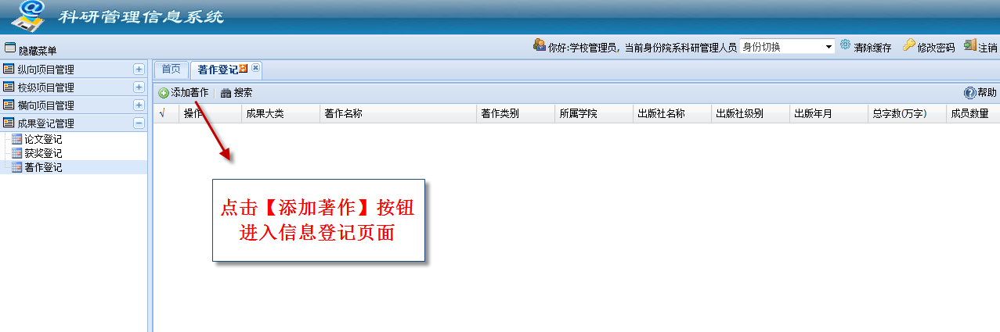 科研管理信息系统
隐藏菜单
你好:学校管理员, 当前身份院系科研管理人员 身份切换 清除缓存 修改密码 注销
纵向项目管理
校级项目管理
横向项目管理
成果登记管理
论文登记
获奖登记
著作登记
首页 著作登记
添加著作 搜索 帮助
√ 操作 成果大类 著作名称 著作类别 所属学院 出版社名称 出版社级别 出版年月 总字数(万字) 成员数量
点击【添加著作】按钮
进入信息登记页面